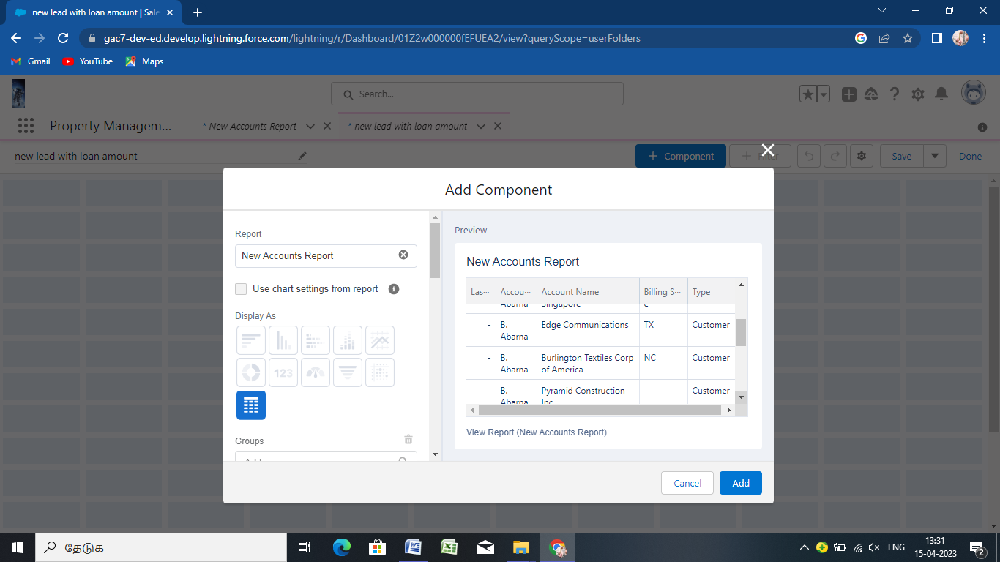 new lead with loan amount | Sale
gac7-dev-ed.develop.lightning.force.com/lightning/r/Dashboard/01Z2w000000fEFUEA2/view?queryScope=userFolders
Gmail YouTube Maps
Search...
Property Managem... * New Accounts Report * new lead with loan amount
new lead with loan amount + Component + Filter Save Done
Add Component
Report
New Accounts Report
Use chart settings from report
Display As
123
Groups
Preview
New Accounts Report
Las... Accou... Account Name Billing S... Type
Abarna Singapore e
- B. Abarna Edge Communications TX Customer
- B. Abarna Burlington Textiles Corp of America NC Customer
- B. Abarna Pyramid Construction Inc. - Customer
View Report (New Accounts Report)
Cancel Add
தேடுக
ENG 13:31
15-04-2023 2